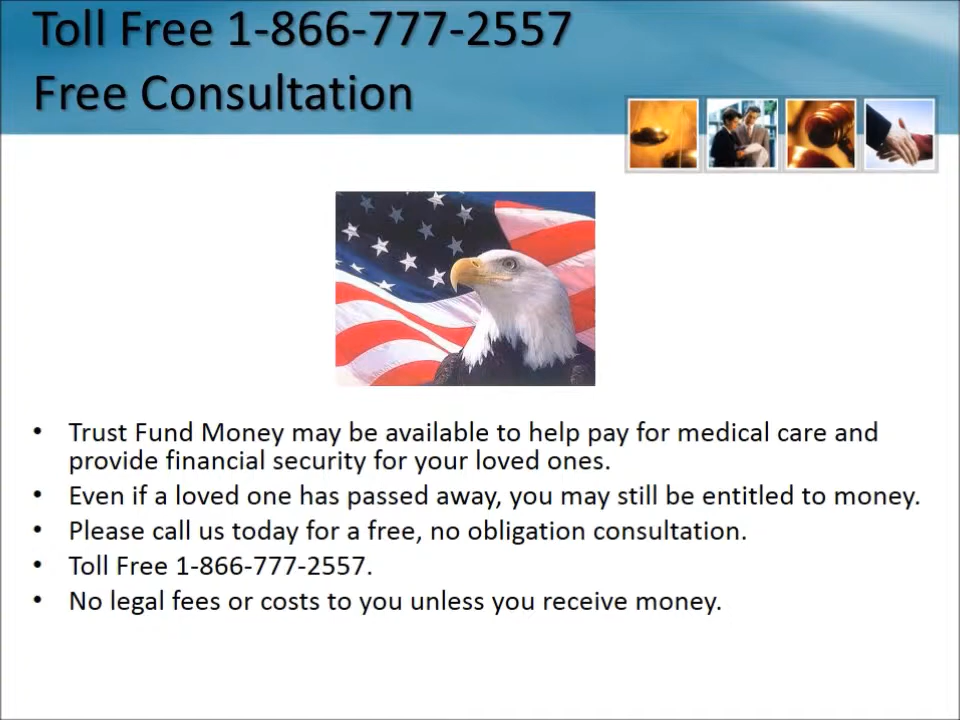 Toll Free 1-866-777-2557
Free Consultation
• Trust Fund Money may be available to help pay for medical care and
provide financial security for your loved ones.
• Even if a loved one has passed away, you may still be entitled to money.
• Please call us today for a free, no obligation consultation.
• Toll Free 1-866-777-2557.
• No legal fees or costs to you unless you receive money.